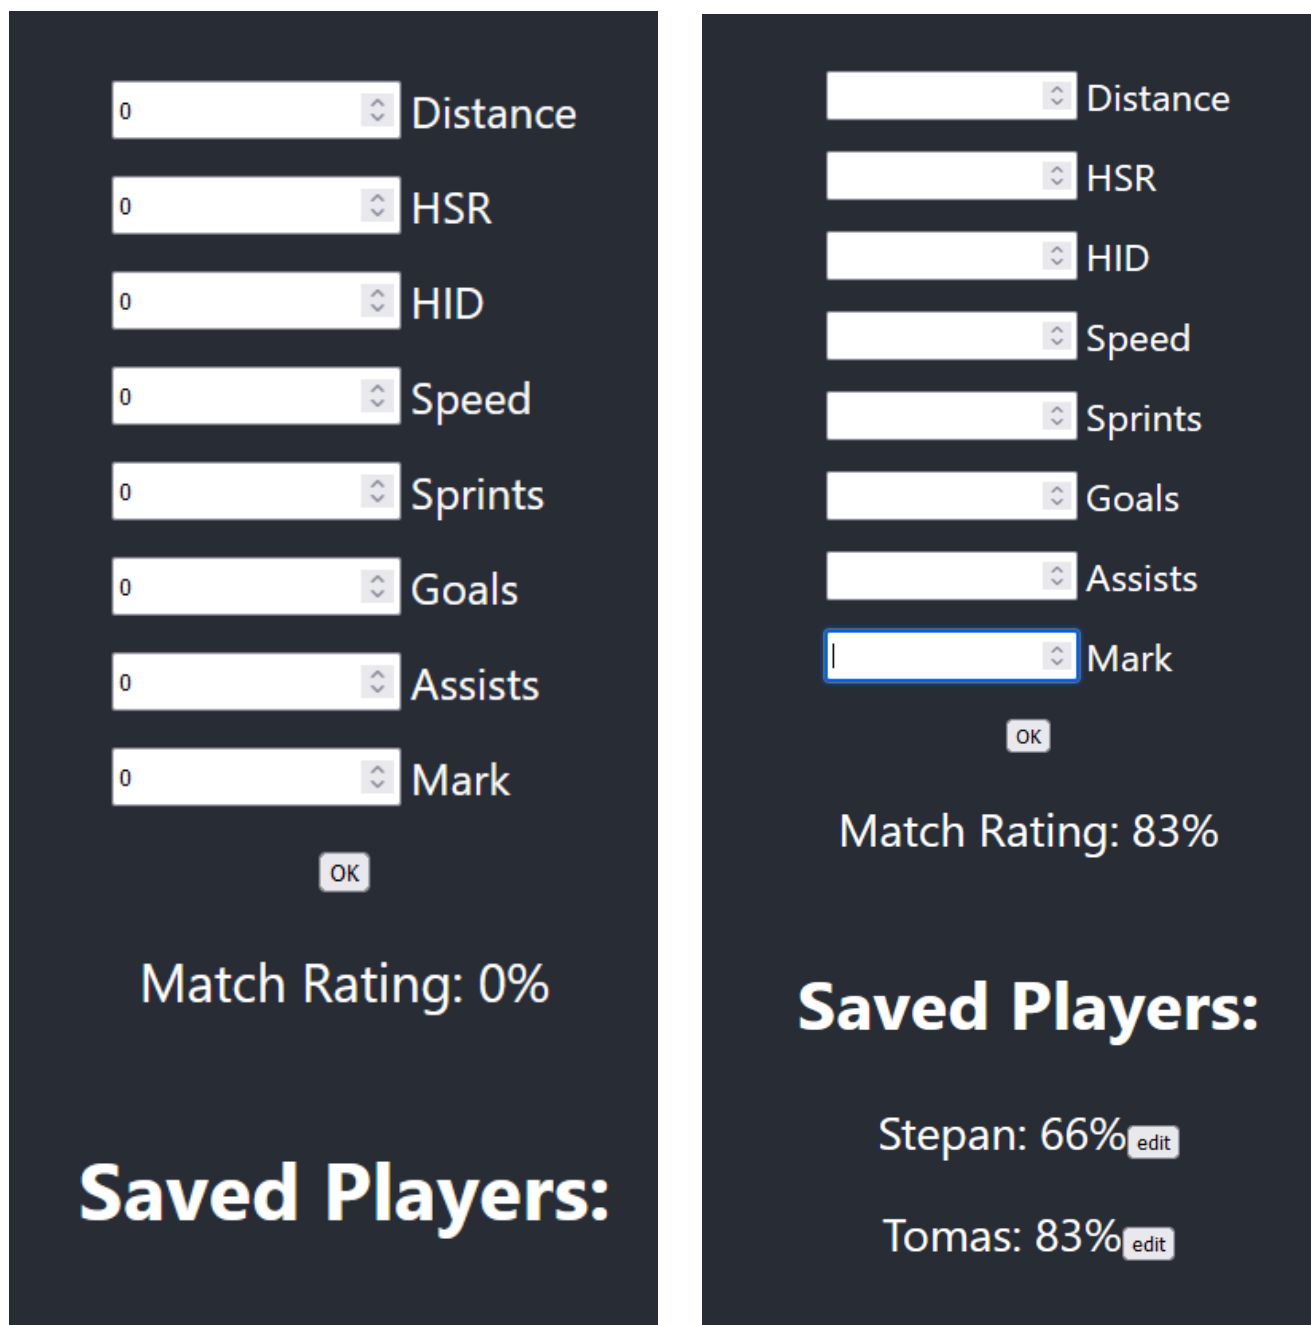 0 Distance
0 HSR
0 HID
0 Speed
0 Sprints
0 Goals
0 Assists
0 Mark
OK
Match Rating: 0%
Saved Players:
Distance
HSR
HID
Speed
Sprints
Goals
Assists
Mark
OK
Match Rating: 83%
Saved Players:
Stepan: 66% edit
Tomas: 83% edit